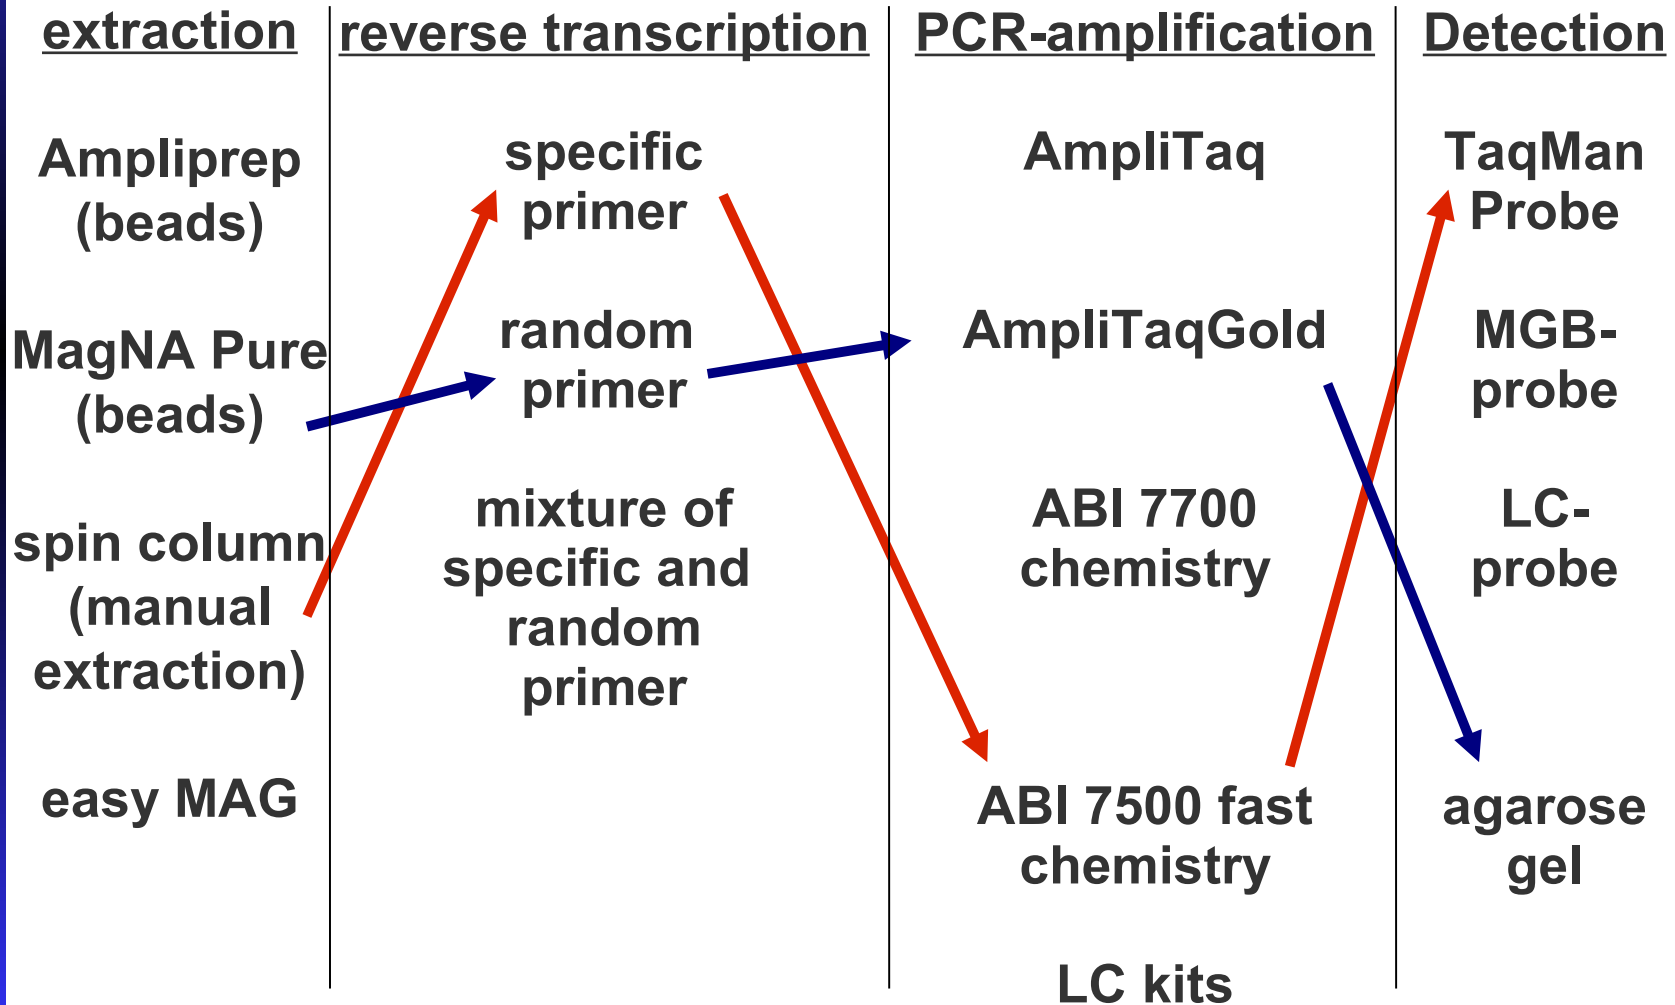 extraction
Ampliprep
(beads)
MagNA Pure
(beads)
spin column
(manual
extraction)
easy MAG
reverse transcription
specific
primer
random
primer
mixture of
specific and
random
primer
PCR-amplification
AmpliTaq
AmpliTaqGold
ABI 7700
chemistry
ABI 7500 fast
chemistry
LC kits
Detection
TaqMan
Probe
MGB-
probe
LC-
probe
agarose
gel